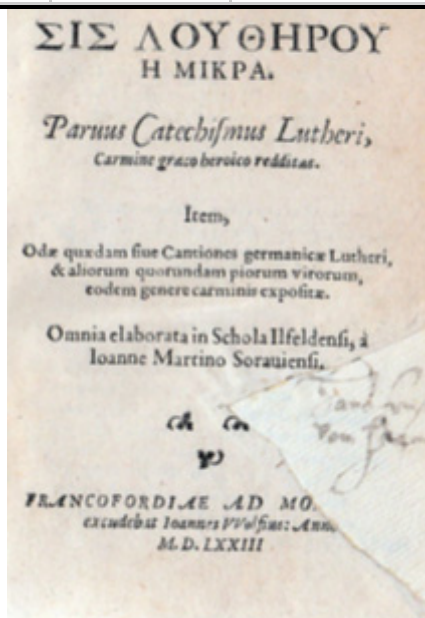 ΣΙΣ ΛΟΥΘΗΡΟΥ
Η ΜΙΚΡΑ.
Paruus Catechiſmus Lutheri,
Carmine græco heroico redditus.
Item,
Odæ quædam ſiue Cantiones germanicæ Lutheri,
& aliorum quorundam piorum virorum,
eodem genere carminis expoſitæ.
Omnia elaborata in Schola Ilfeldenſi, à
Ioanne Martino Sorauienſi.
FRANCOFORDIAE AD MO
excudebat Ioannes VVolfius: Ann
M. D. LXXIII